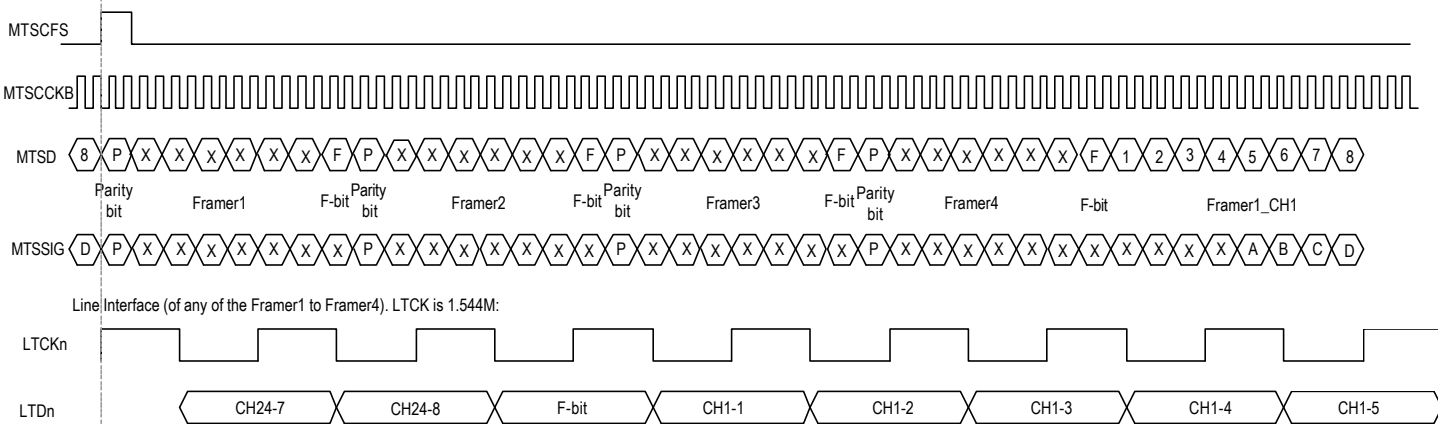 MTSCFS
MTSCCKB
MTSD 8 P X X X X X X F P X X X X X X F P X X X X X X F P X X X X X X F 1 2 3 4 5 6 7 8
Parity bit Framer1 F-bit Parity bit Framer2 F-bit Parity bit Framer3 F-bit Parity bit Framer4 F-bit Framer1_CH1
MTSSIG D P X X X X X X X P X X X X X X X P X X X X X X X P X X X X X X X X X X X A B C D
Line Interface (of any of the Framer1 to Framer4). LTCK is 1.544M:
LTCKn
LTDn CH24-7 CH24-8 F-bit CH1-1 CH1-2 CH1-3 CH1-4 CH1-5